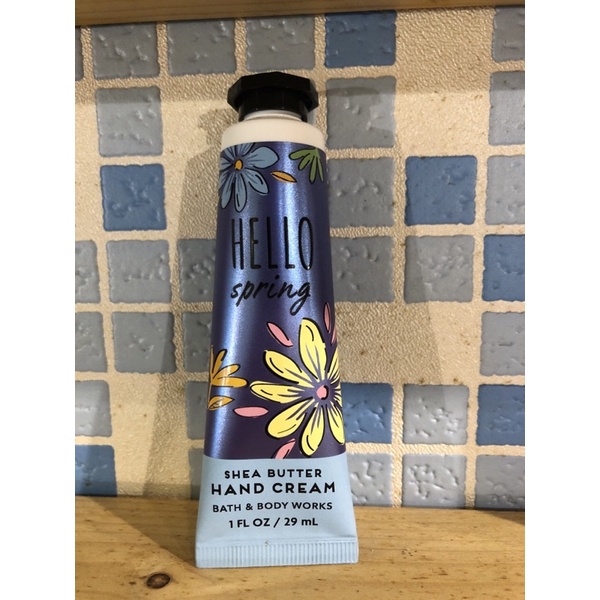 HELLO
spring
SHEA BUTTER
HAND CREAM
BATH & BODY WORKS
1 FL OZ / 29 mL